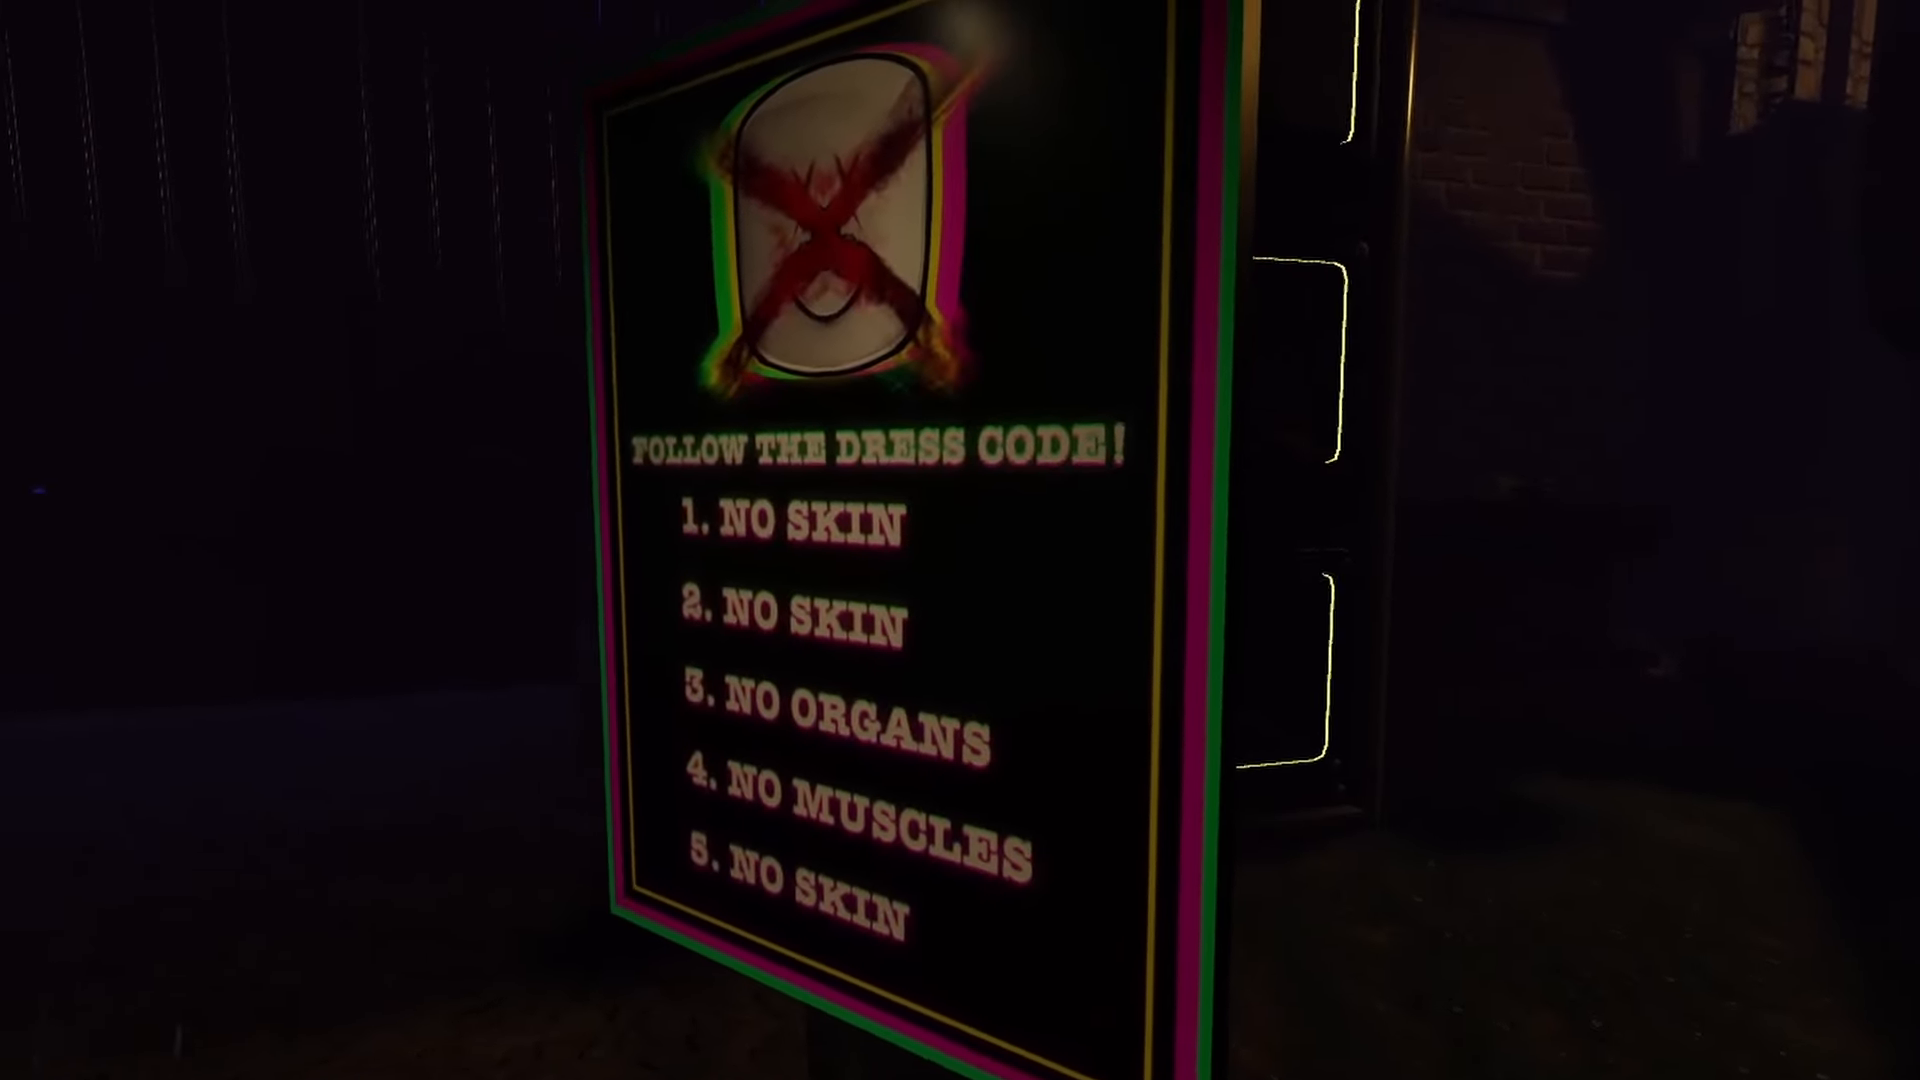 FOLLOW THE DRESS CODE!
1. NO SKIN
2. NO SKIN
3. NO ORGANS
4. NO MUSCLES
5. NO SKIN